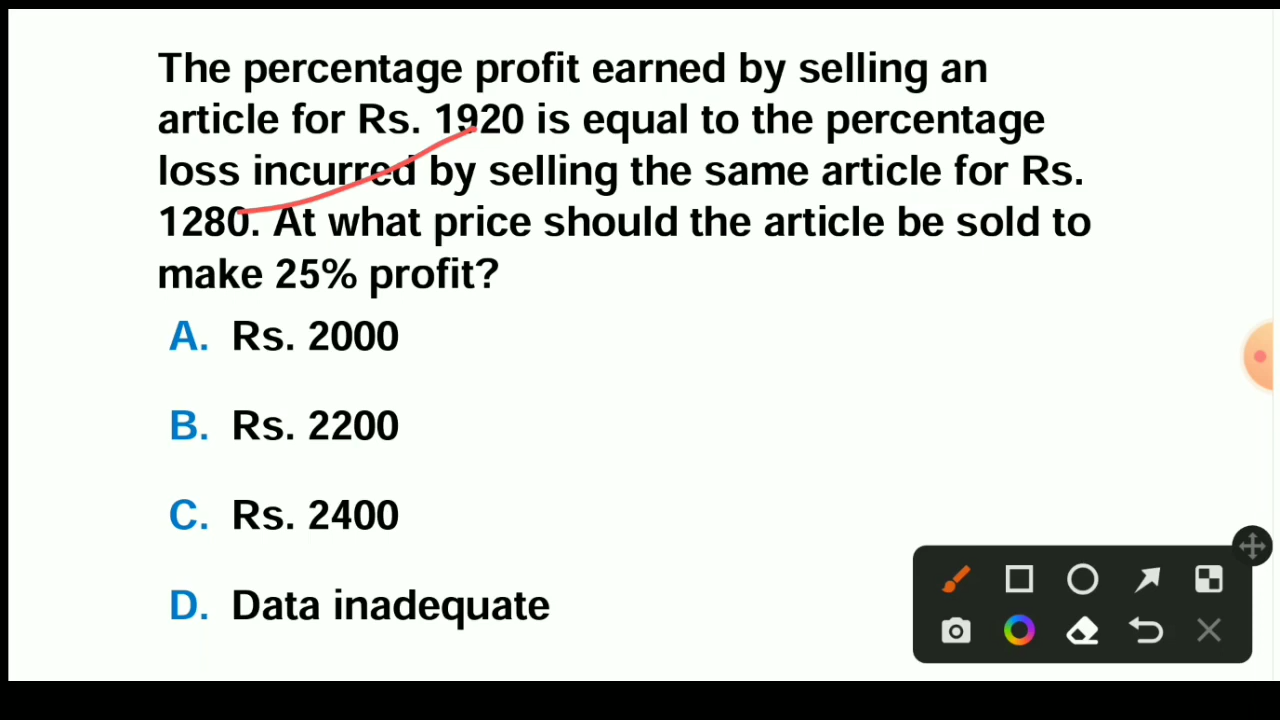 The percentage profit earned by selling an
article for Rs. 1920 is equal to the percentage
loss incurred by selling the same article for Rs.
1280. At what price should the article be sold to
make 25% profit?
A. Rs. 2000
B. Rs. 2200
C. Rs. 2400
D. Data inadequate